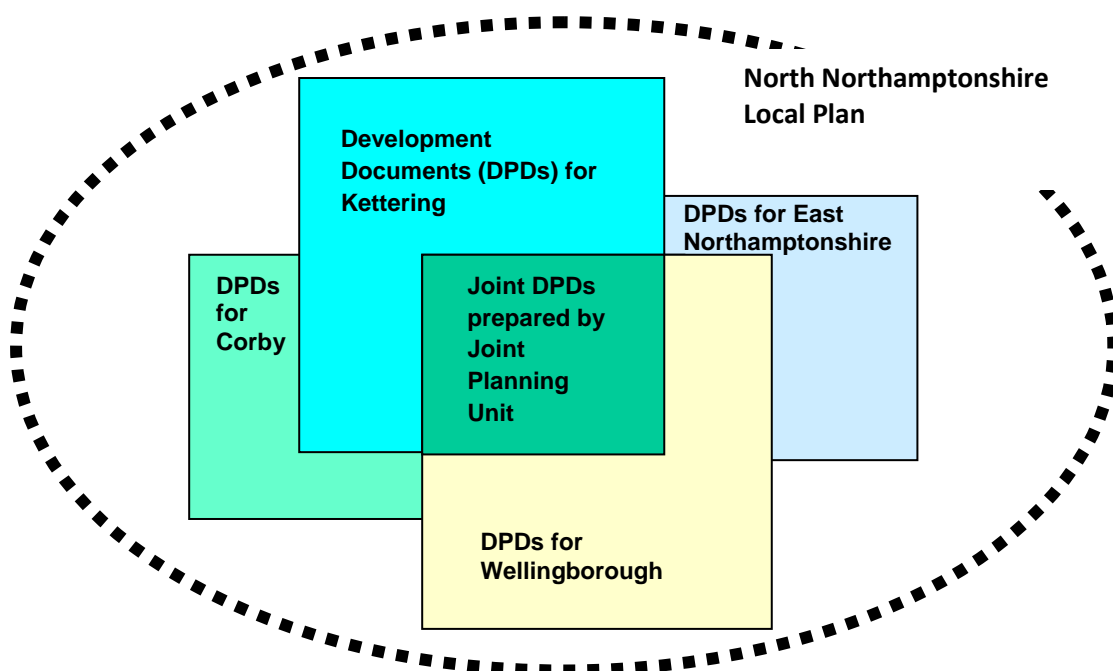 North Northamptonshire
Local Plan
Development
Documents (DPDs) for
Kettering
DPDs for East
Northamptonshire
DPDs
for
Corby
Joint DPDs
prepared by
Joint
Planning
Unit
DPDs for
Wellingborough